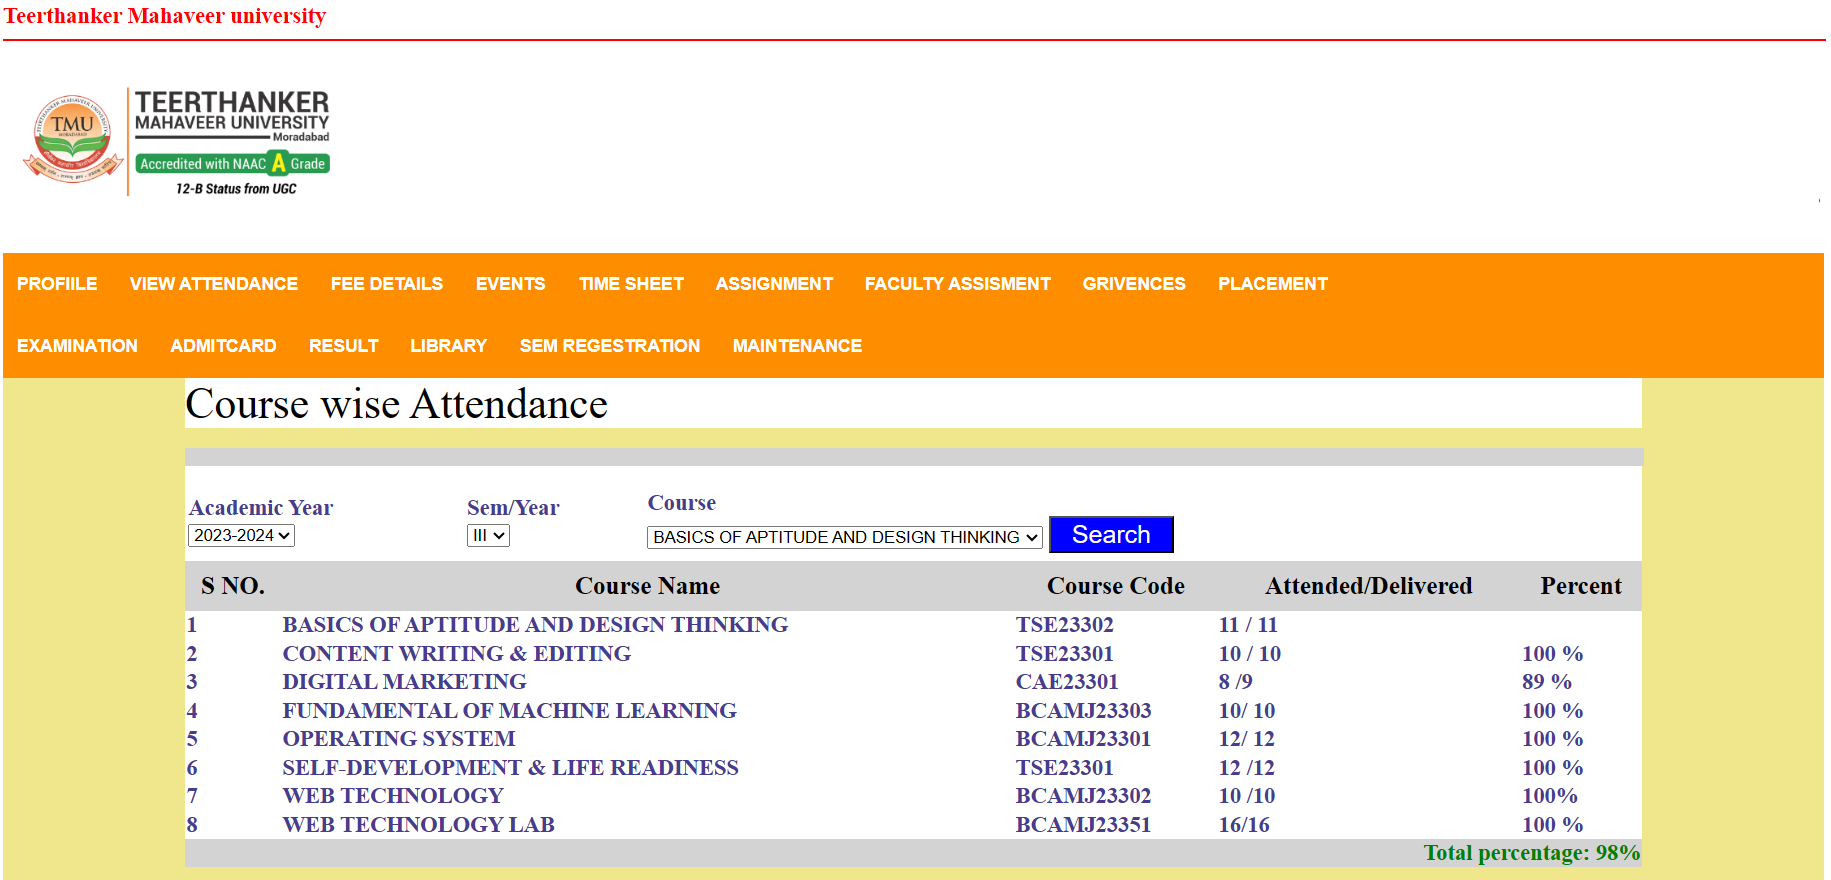 Teerthanker Mahaveer university
TMU
TEERTHANKER
MAHAVEER UNIVERSITY
Moradabad
Accredited with NAAC A Grade
12-B Status from UGC
PROFIILE VIEW ATTENDANCE FEE DETAILS EVENTS TIME SHEET ASSIGNMENT FACULTY ASSISMENT GRIVENCES PLACEMENT
EXAMINATION ADMITCARD RESULT LIBRARY SEM REGESTRATION MAINTENANCE
Course wise Attendance
Academic Year Sem/Year Course
2023-2024 III BASICS OF APTITUDE AND DESIGN THINKING Search
S NO. Course Name Course Code Attended/Delivered Percent
1 BASICS OF APTITUDE AND DESIGN THINKING TSE23302 11 / 11
2 CONTENT WRITING & EDITING TSE23301 10 / 10 100 %
3 DIGITAL MARKETING CAE23301 8 /9 89 %
4 FUNDAMENTAL OF MACHINE LEARNING BCAMJ23303 10/ 10 100 %
5 OPERATING SYSTEM BCAMJ23301 12/ 12 100 %
6 SELF-DEVELOPMENT & LIFE READINESS TSE23301 12 /12 100 %
7 WEB TECHNOLOGY BCAMJ23302 10 /10 100%
8 WEB TECHNOLOGY LAB BCAMJ23351 16/16 100 %
Total percentage: 98%